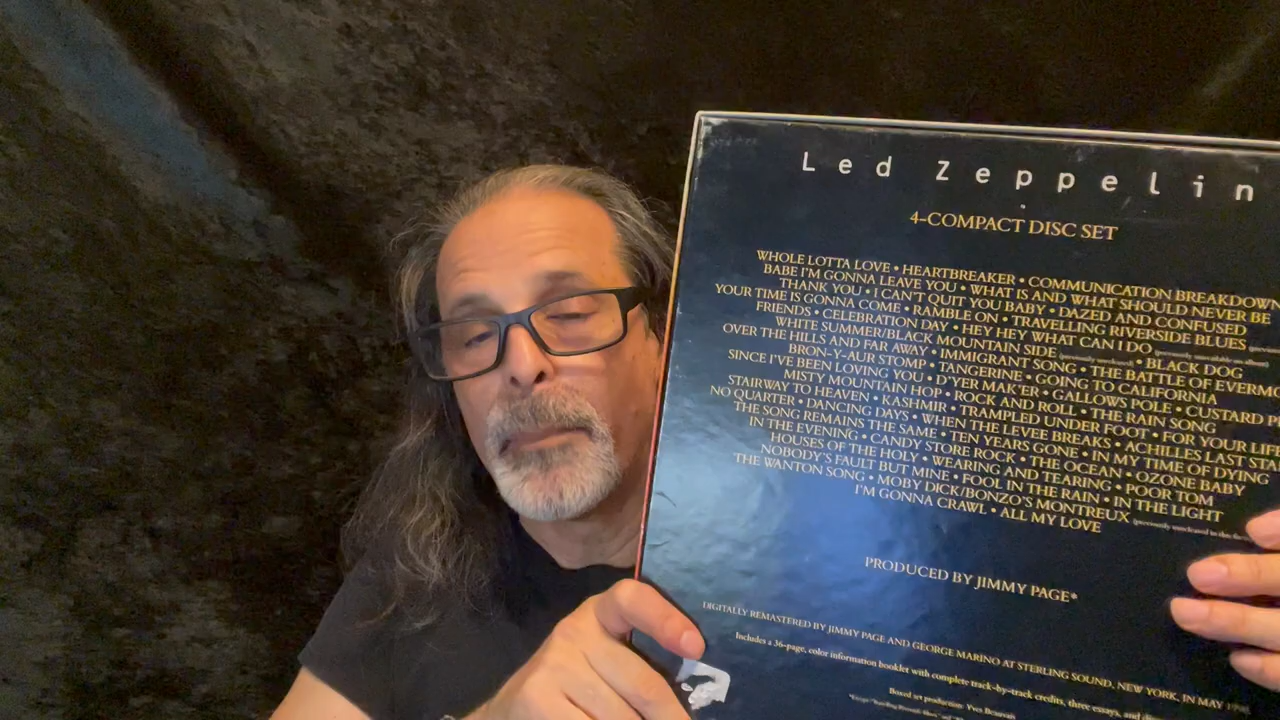 Led Zeppelin
4-COMPACT DISC SET
WHOLE LOTTA LOVE • HEARTBREAKER • COMMUNICATION BREAKDOWN
BABE I'M GONNA LEAVE YOU • WHAT IS AND WHAT SHOULD NEVER BE
THANK YOU • I CAN'T QUIT YOU BABY • DAZED AND CONFUSED
YOUR TIME IS GONNA COME • RAMBLE ON • TRAVELLING RIVERSIDE BLUES
FRIENDS • CELEBRATION DAY • HEY HEY WHAT CAN I DO
WHITE SUMMER/BLACK MOUNTAIN SIDE • BLACK DOG
OVER THE HILLS AND FAR AWAY • IMMIGRANT SONG • THE BATTLE OF EVERMO
BRON-Y-AUR STOMP • TANGERINE • GOING TO CALIFORNIA
SINCE I'VE BEEN LOVING YOU • D'YER MAK'ER • GALLOWS POLE • CUSTARD P
MISTY MOUNTAIN HOP • ROCK AND ROLL • THE RAIN SONG
STAIRWAY TO HEAVEN • KASHMIR • TRAMPLED UNDER FOOT • FOR YOUR LIFE
NO QUARTER • DANCING DAYS • WHEN THE LEVEE BREAKS • ACHILLES LAST STA
THE SONG REMAINS THE SAME • TEN YEARS GONE • IN MY TIME OF DYING
IN THE EVENING • CANDY STORE ROCK • THE OCEAN • OZONE BABY
HOUSES OF THE HOLY • WEARING AND TEARING • POOR TOM
NOBODY'S FAULT BUT MINE • FOOL IN THE RAIN • IN THE LIGHT
THE WANTON SONG • MOBY DICK/BONZO'S MONTREUX
I'M GONNA CRAWL • ALL MY LOVE
PRODUCED BY JIMMY PAGE*
DIGITALLY REMASTERED BY JIMMY PAGE AND GEORGE MARINO AT STERLING SOUND, NEW YORK, IN MAY
Includes a 36-page, color information booklet with complete track-by-track credits, three essays, and
Boxed set production: Yves Beauvais